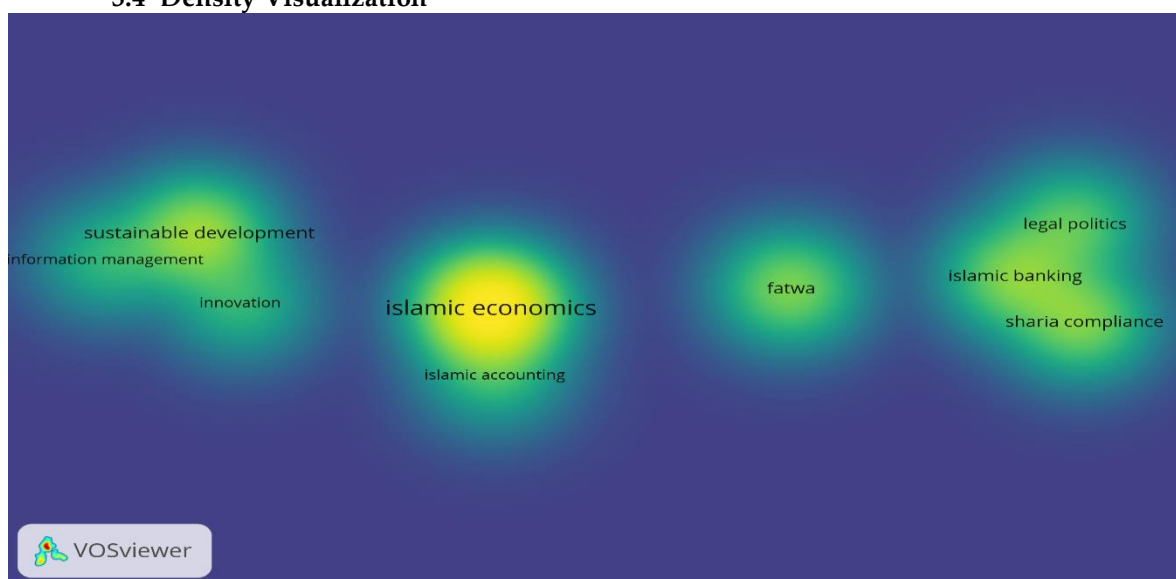 3.4 Density Visualization
sustainable development
information management
innovation
islamic economics
islamic accounting
fatwa
legal politics
islamic banking
sharia compliance
VOSviewer